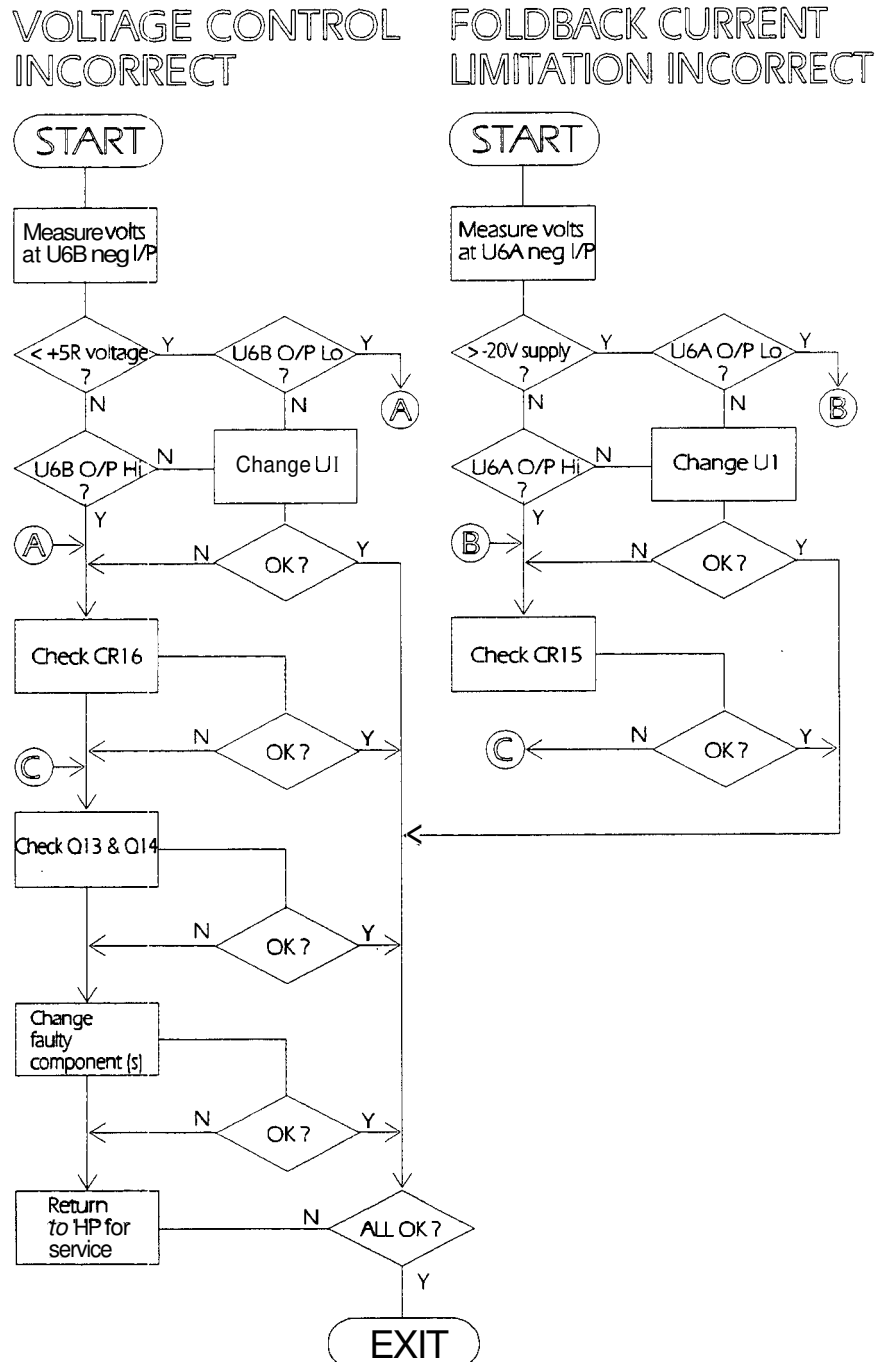 VOLTAGE CONTROL
INCORRECT
START
Measure volts
at U6B neg I/P
< +5R voltage
?
Y
U6B O/P Lo
?
Y
A
N
N
U6B O/P Hi
?
N
Change UI
Y
A
N
OK?
Y
Check CR16
N
OK?
Y
C
Check Q13 & Q14
N
OK?
Y
Change
faulty
component (s)
N
OK?
Y
Return
to HP for
service
N
ALL OK?
Y
EXIT
FOLDBACK CURRENT
LIMITATION INCORRECT
START
Measure volts
at U6A neg I/P
> -20V supply
?
Y
U6A O/P Lo
?
Y
B
N
N
U6A O/P Hi
?
N
Change U1
Y
B
N
OK?
Y
Check CR15
C
N
OK?
Y